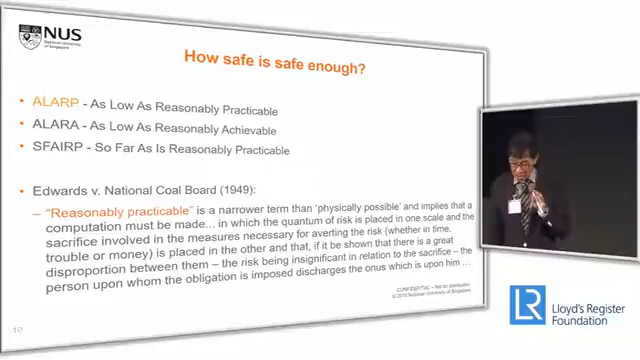 NUS
National University
of Singapore
How safe is safe enough?
• ALARP - As Low As Reasonably Practicable
• ALARA - As Low As Reasonably Achievable
• SFAIRP - So Far As Is Reasonably Practicable
• Edwards v. National Coal Board (1949):
– “Reasonably practicable” is a narrower term than ‘physically possible’ and implies that a
computation must be made... in which the quantum of risk is placed in one scale and the
sacrifice involved in the measures necessary for averting the risk (whether in time,
trouble or money) is placed in the other and that, if it be shown that there is a great
disproportion between them – the risk being insignificant in relation to the sacrifice – the
person upon whom the obligation is imposed discharges the onus which is upon him ...
CONFIDENTIAL – Not for distribution.
© 2016 National University of Singapore.
10
LR
Lloyd's Register
Foundation